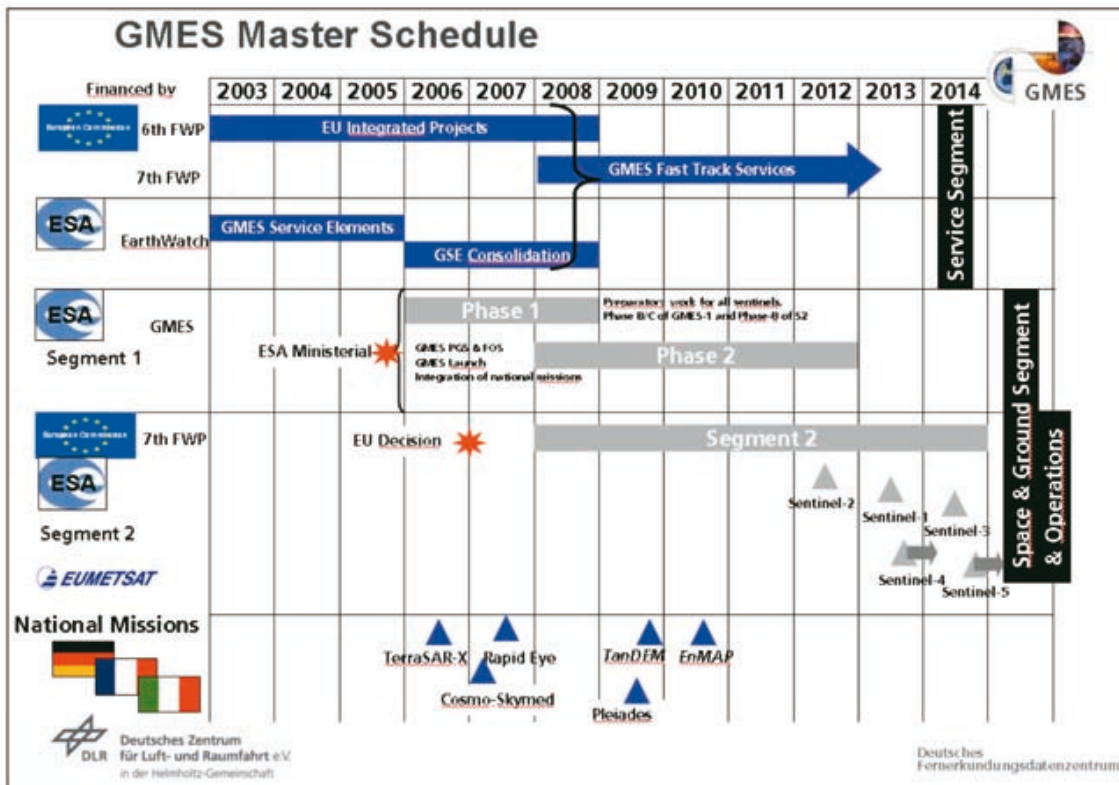 GMES Master Schedule
GMES
Financed by
2003 2004 2005 2006 2007 2008 2009 2010 2011 2012 2013 2014
European Commission
6th FWP
EU Integrated Projects
7th FWP
GMES Fast Track Services
ESA
EarthWatch
GMES Service Elements
GSE Consolidation
Service Segment
ESA
GMES
Segment 1
Phase 1
Preparatory work for all sentinels.
Phase B/C of GMES-1 and Phase-B of S2
ESA Ministerial
GMES PGS & FOS
GMES Launch
Integration of national missions
Phase 2
European Commission
7th FWP
EU Decision
Segment 2
ESA
Segment 2
Sentinel-2
Sentinel-1
Sentinel-3
Sentinel-4
Sentinel-5
Space & Ground Segment
& Operations
EUMETSAT
National Missions
TerraSAR-X
Rapid Eye
TanDEM
EnMAP
Cosmo-Skymed
Pleiades
DLR
Deutsches Zentrum
für Luft- und Raumfahrt e.V.
in der Helmholtz-Gemeinschaft
Deutsches
Fernerkundungsdatenzentrum